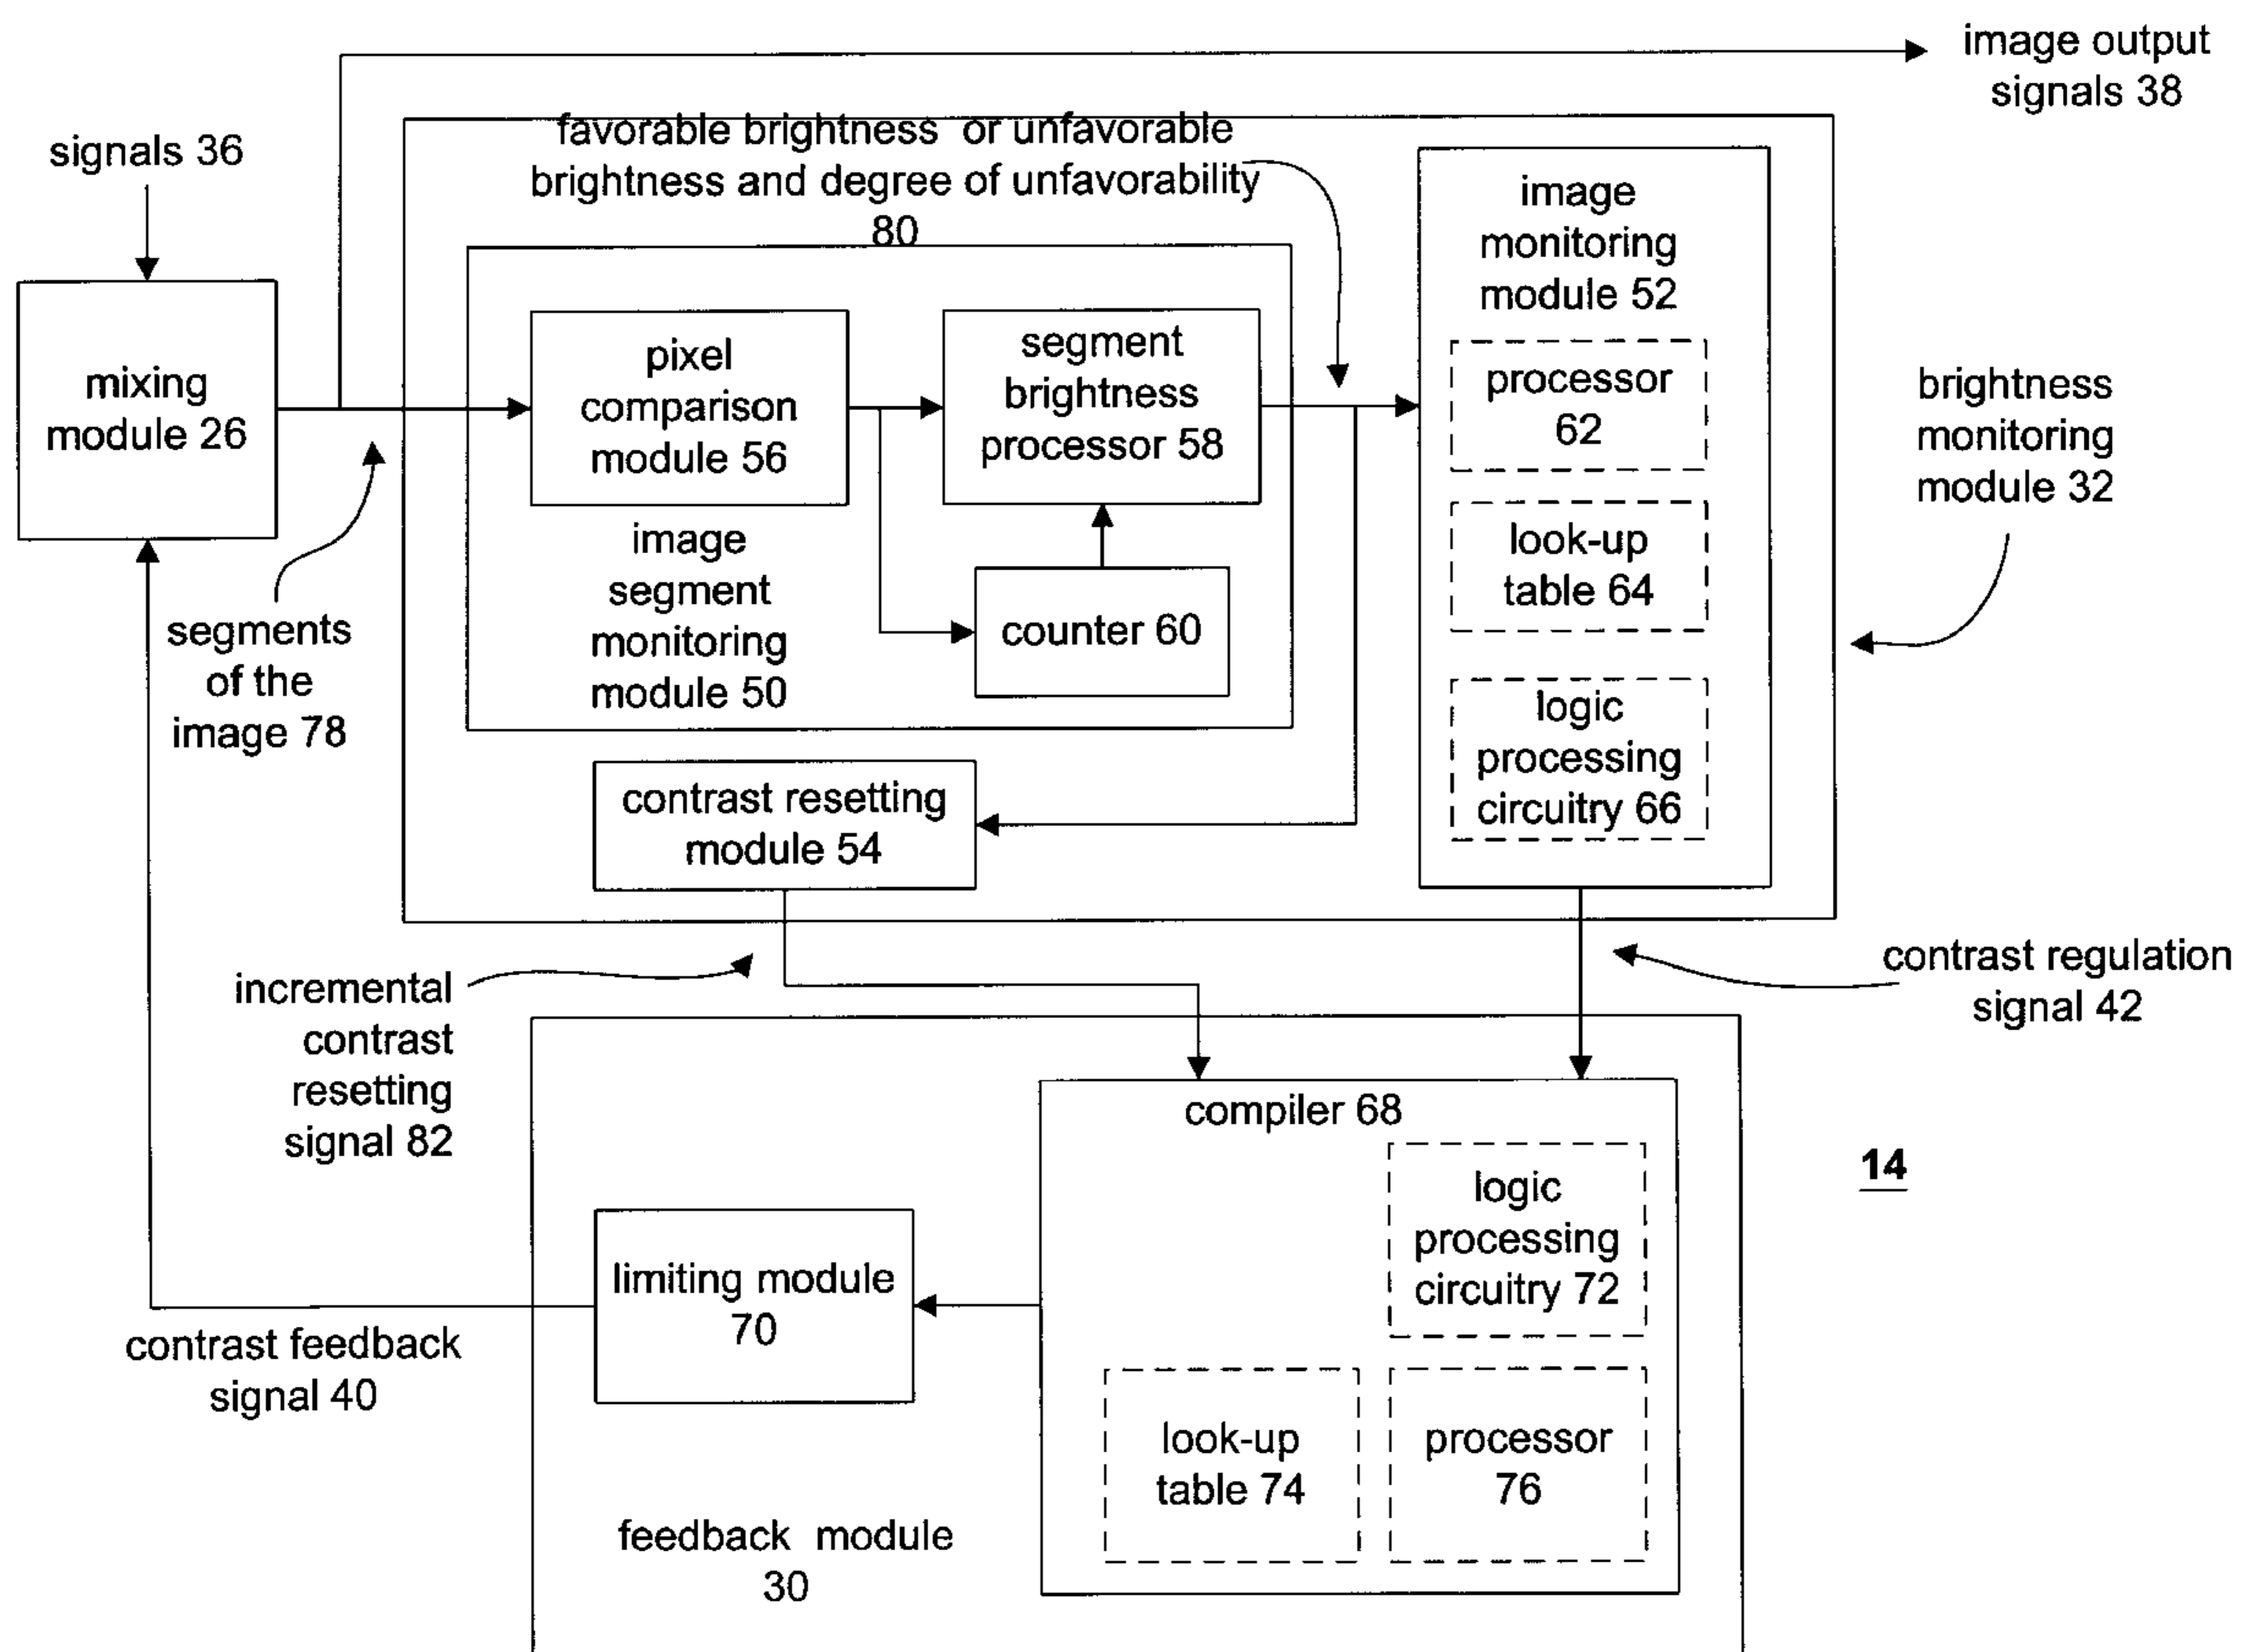 image output
signals 38
signals 36
favorable brightness or unfavorable
brightness and degree of unfavorability
80
image
monitoring
module 52
processor
62
look-up
table 64
logic
processing
circuitry 66
mixing
module 26
pixel
comparison
module 56
segment
brightness
processor 58
image
segment
monitoring
module 50
counter 60
brightness
monitoring
module 32
segments
of the
image 78
contrast resetting
module 54
incremental
contrast
resetting
signal 82
contrast regulation
signal 42
compiler 68
logic
processing
circuitry 72
look-up
table 74
processor
76
14
limiting module
70
contrast feedback
signal 40
feedback module
30